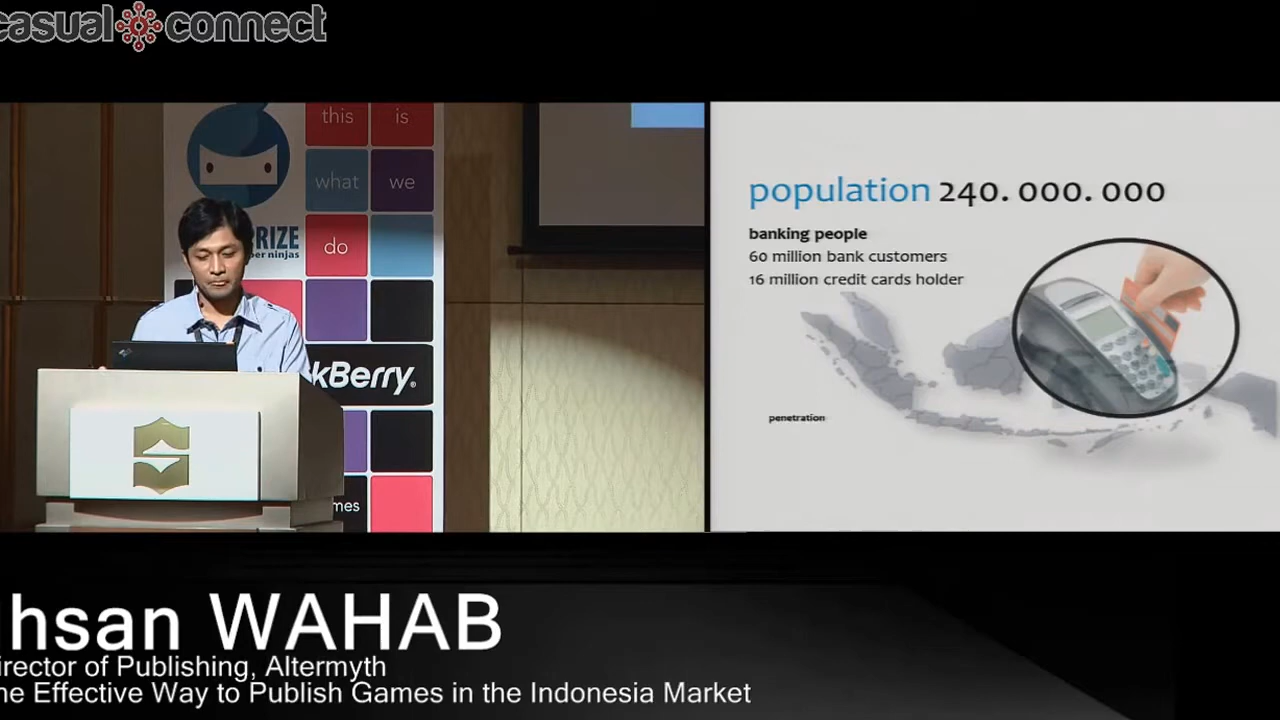 casual connect
this is
what we
PRIZE
per ninjas
do
kBerry.
mes
population 240. 000. 000
banking people
60 million bank customers
16 million credit cards holder
penetration
hsan WAHAB
irector of Publishing, Altermyth
he Effective Way to Publish Games in the Indonesia Market